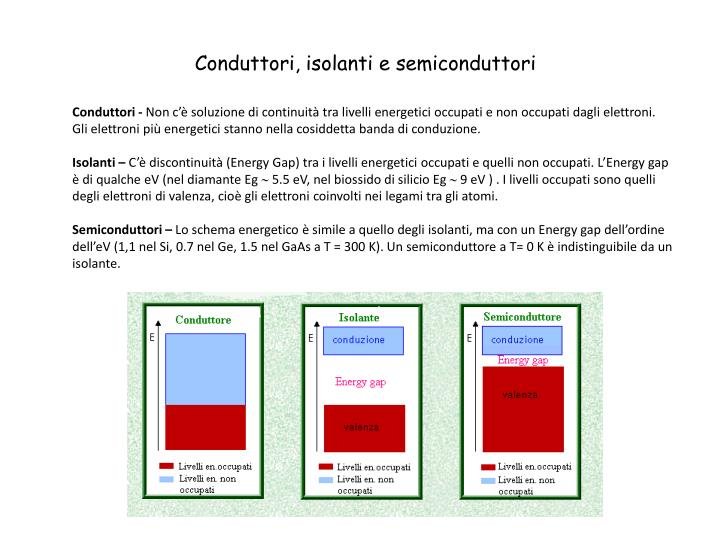 Conduttori, isolanti e semiconduttori
Conduttori - Non c'è soluzione di continuità tra livelli energetici occupati e non occupati dagli elettroni.
Gli elettroni più energetici stanno nella cosiddetta banda di conduzione.
Isolanti – C'è discontinuità (Energy Gap) tra i livelli energetici occupati e quelli non occupati. L'Energy gap
è di qualche eV (nel diamante Eg ~ 5.5 eV, nel biossido di silicio Eg ~ 9 eV ) . I livelli occupati sono quelli
degli elettroni di valenza, cioè gli elettroni coinvolti nei legami tra gli atomi.
Semiconduttori – Lo schema energetico è simile a quello degli isolanti, ma con un Energy gap dell'ordine
dell'eV (1,1 nel Si, 0.7 nel Ge, 1.5 nel GaAs a T = 300 K). Un semiconduttore a T= 0 K è indistinguibile da un
isolante.
Conduttore
E
Livelli en.occupati
Livelli en. non
occupati
Isolante
E
conduzione
Energy gap
valenza
Livelli en.occupati
Livelli en. non
occupati
Semiconduttore
E
conduzione
Energy gap
valenza
Livelli en.occupati
Livelli en. non
occupati